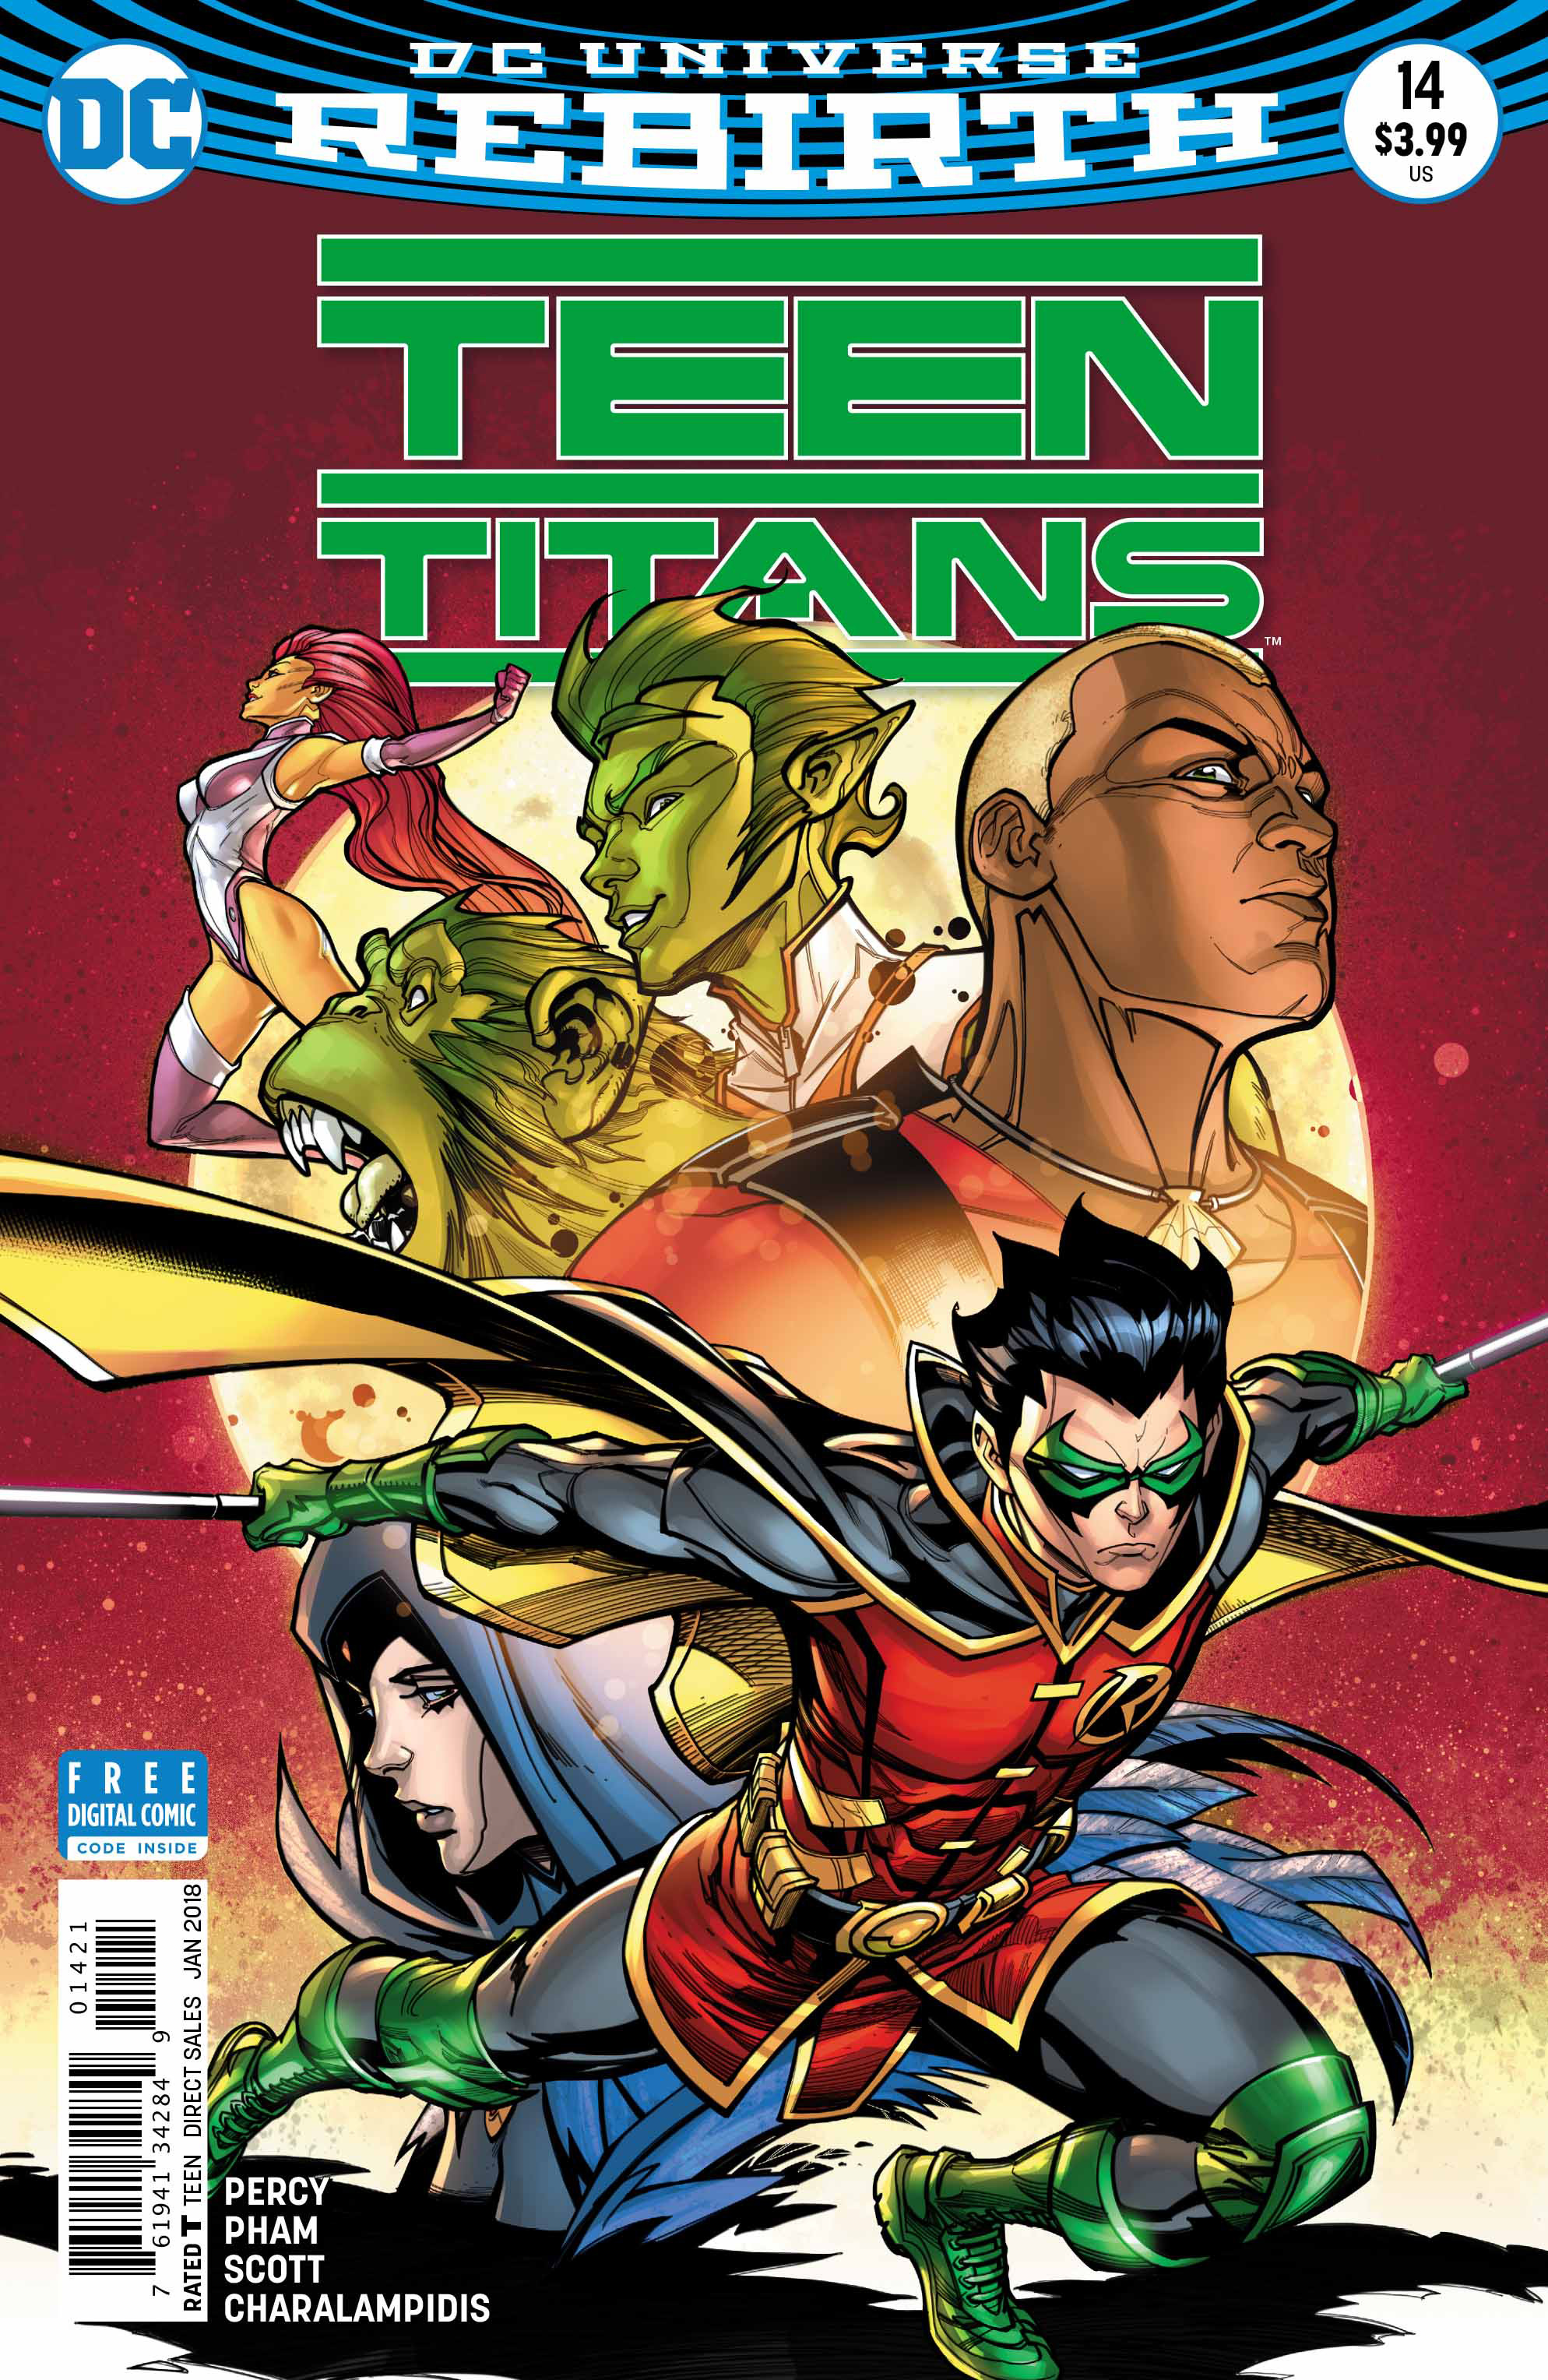 DC
DC UNIVERSE
REBIRTH
14
$3.99
US
TEEN
TITANS
™
R
FREE
DIGITAL COMIC
CODE INSIDE
01421
7 61941 34284 9
RATED T TEEN DIRECT SALES JAN 2018
PERCY
PHAM
SCOTT
CHARALAMPIDIS